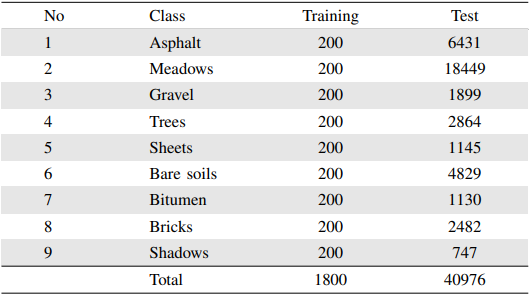 No Class Training Test
1 Asphalt 200 6431
2 Meadows 200 18449
3 Gravel 200 1899
4 Trees 200 2864
5 Sheets 200 1145
6 Bare soils 200 4829
7 Bitumen 200 1130
8 Bricks 200 2482
9 Shadows 200 747
Total 1800 40976